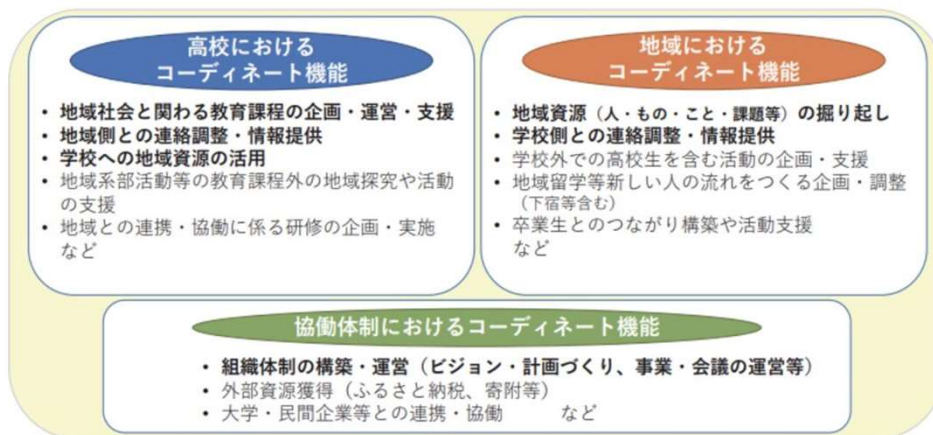 高校における
コーディネート機能
• 地域社会と関わる教育課程の企画・運営・支援
• 地域側との連絡調整・情報提供
• 学校への地域資源の活用
• 地域系部活動等の教育課程外の地域探究や活動
の支援
• 地域との連携・協働に係る研修の企画・実施
など
地域における
コーディネート機能
• 地域資源（人・もの・こと・課題等）の掘り起し
• 学校側との連絡調整・情報提供
• 学校外での高校生を含む活動の企画・支援
• 地域留学等新しい人の流れをつくる企画・調整
（下宿等含む）
• 卒業生とのつながり構築や活動支援
など
協働体制におけるコーディネート機能
• 組織体制の構築・運営（ビジョン・計画づくり、事業・会議の運営等）
• 外部資源獲得（ふるさと納税、寄附等）
• 大学・民間企業等との連携・協働　　など